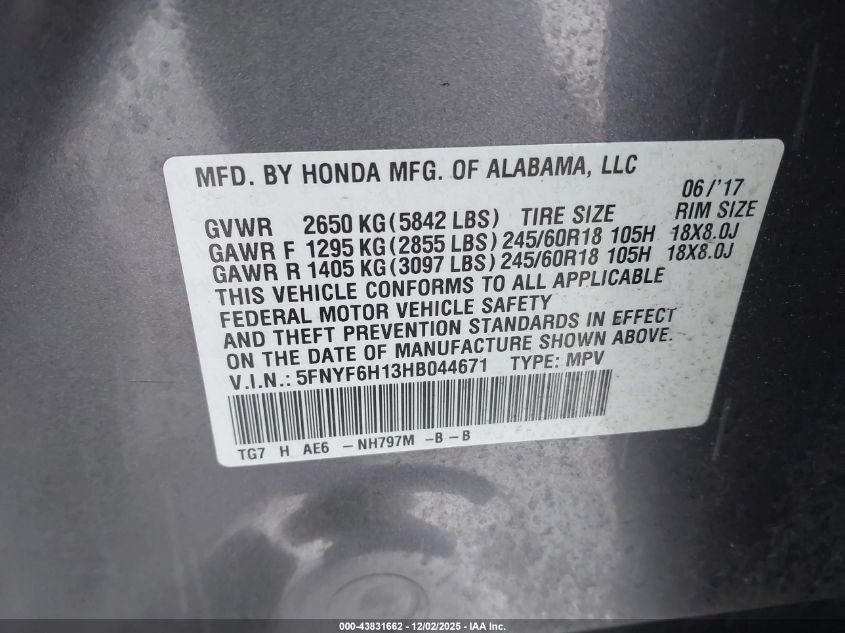 MFD. BY HONDA MFG. OF ALABAMA, LLC
06/'17
GVWR 2650 KG(5842 LBS) TIRE SIZE RIM SIZE
GAWR F 1295 KG(2855 LBS) 245/60R18 105H 18X8.0J
GAWR R 1405 KG(3097 LBS) 245/60R18 105H 18X8.0J
THIS VEHICLE CONFORMS TO ALL APPLICABLE
FEDERAL MOTOR VEHICLE SAFETY
AND THEFT PREVENTION STANDARDS IN EFFECT
ON THE DATE OF MANUFACTURE SHOWN ABOVE.
V.I.N.: 5FNYF6H13HB044671 TYPE: MPV
TG7 H AE6 -NH797M -B-B
000-43831662 - 12/02/2025 - IAA Inc.